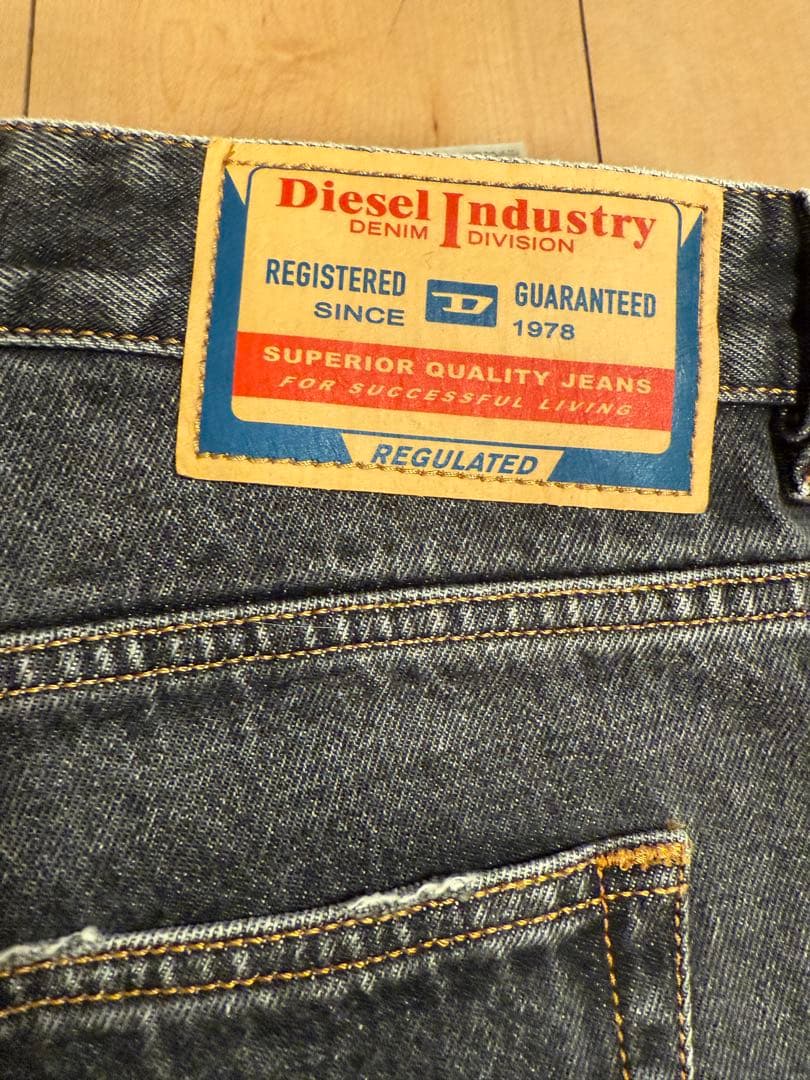 Diesel Industry
DENIM DIVISION
REGISTERED D GUARANTEED
SINCE 1978
SUPERIOR QUALITY JEANS
FOR SUCCESSFUL LIVING
REGULATED